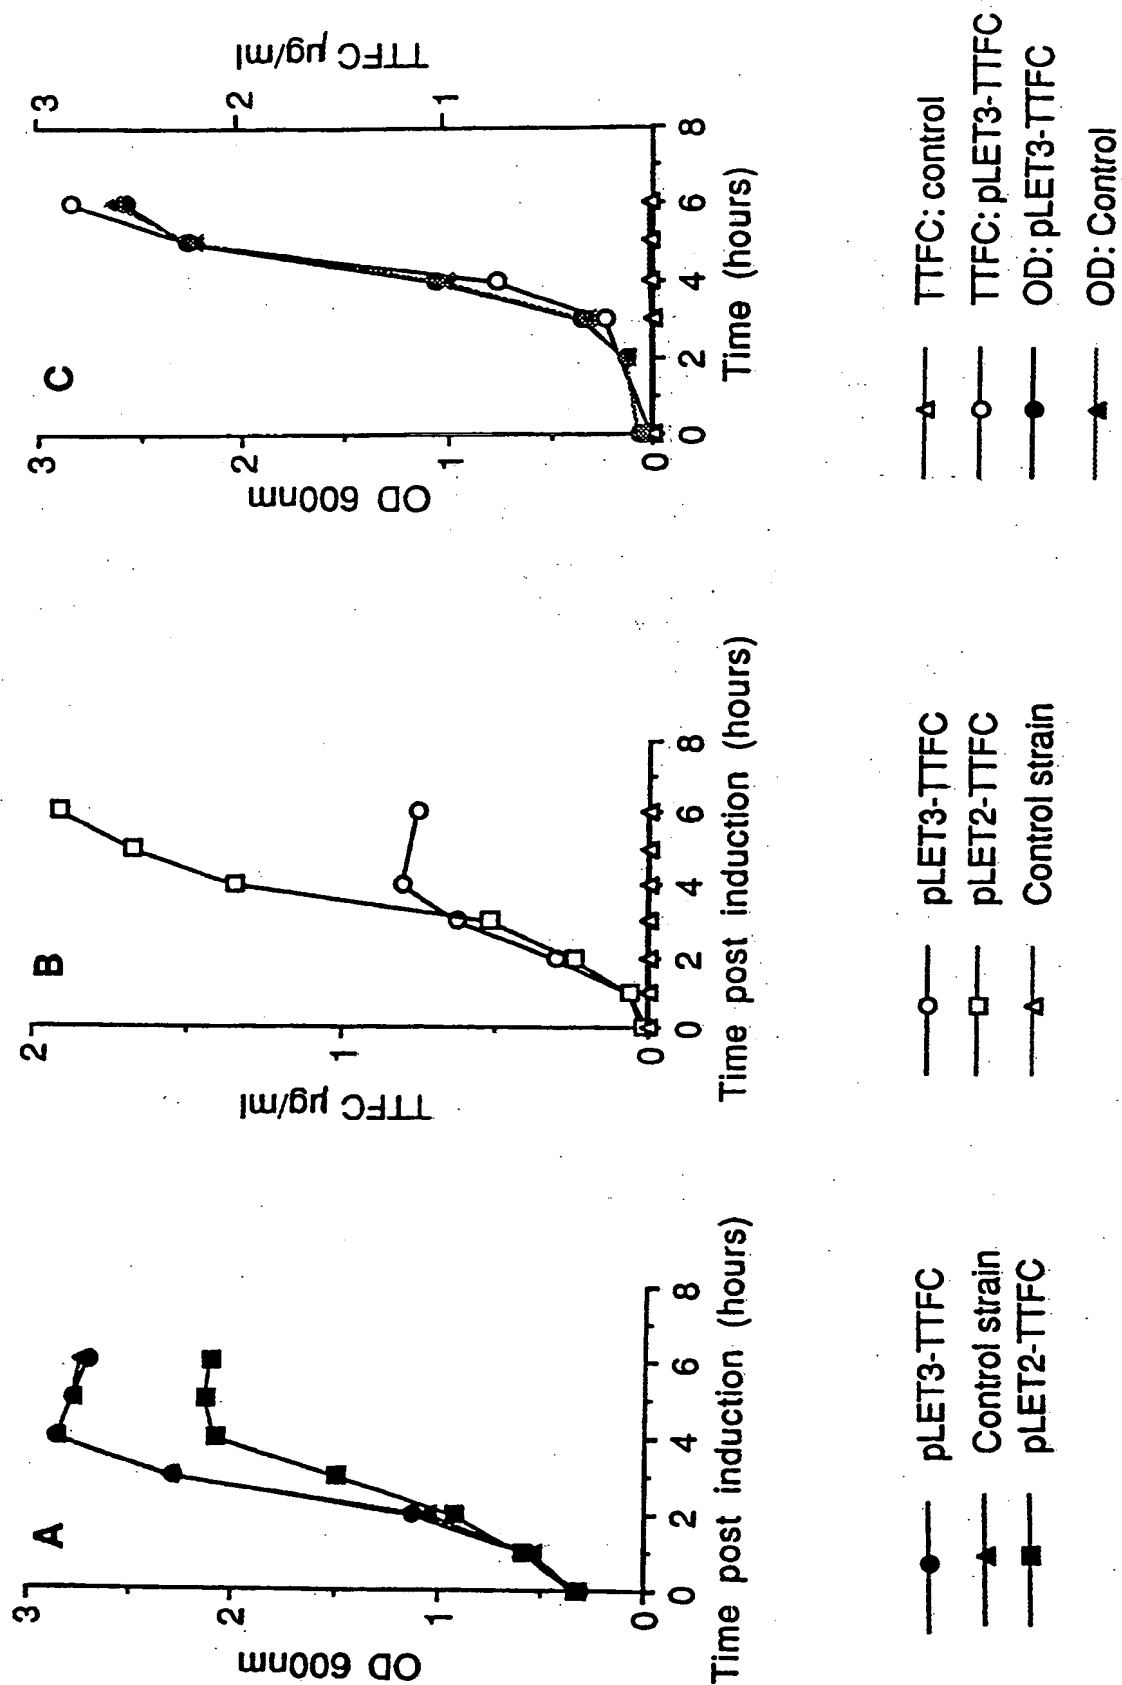 A
OD 600nm
3
2
1
0
0 2 4 6 8
Time post induction (hours)
pLET3-TTFC
Control strain
pLET2-TTFC
B
TTFC µg/ml
2
1
0
0 2 4 6 8
Time post induction (hours)
pLET3-TTFC
pLET2-TTFC
Control strain
C
OD 600nm
3
2
1
0
0 2 4 6 8
Time (hours)
TTFC µg/ml
3
2
1
TTFC: control
TTFC: pLET3-TTFC
OD: pLET3-TTFC
OD: Control